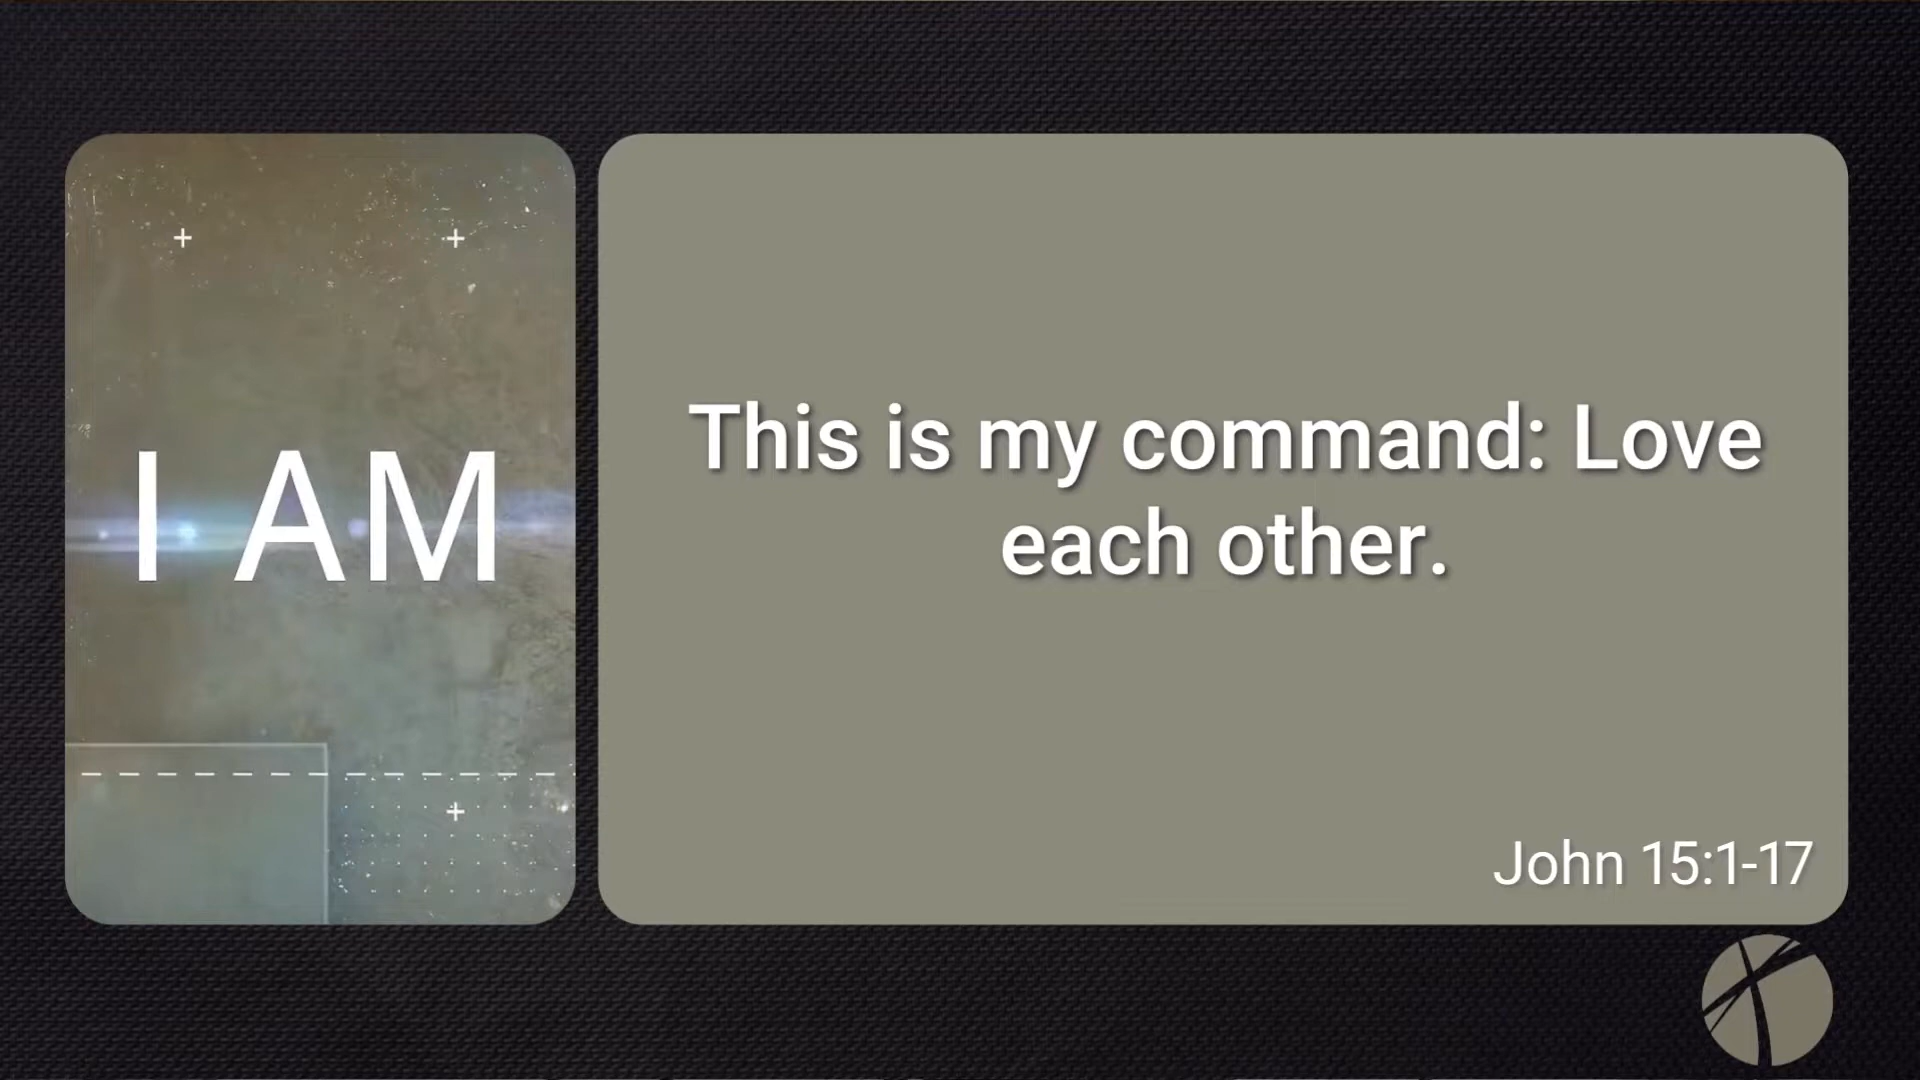 I AM
This is my command: Love
each other.
John 15:1-17